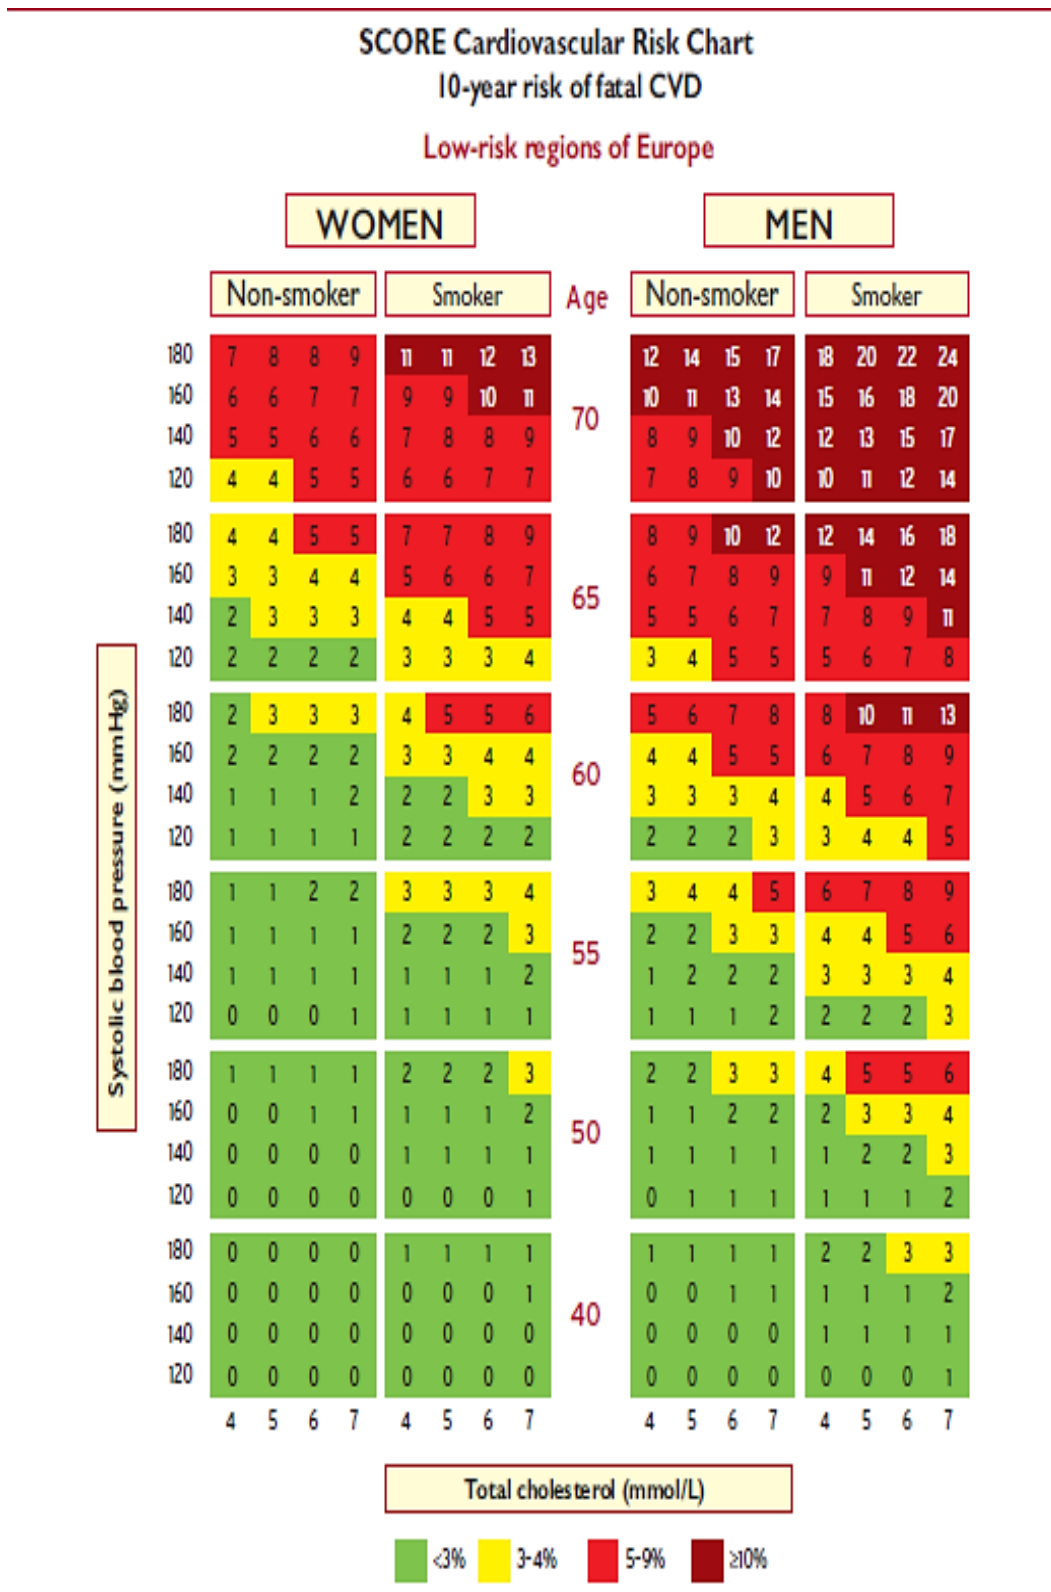 SCORE Cardiovascular Risk Chart
10-year risk of fatal CVD
Low-risk regions of Europe
WOMEN MEN
Non-smoker Smoker Age Non-smoker Smoker
180 7 8 8 9 11 11 12 13 12 14 15 17 18 20 22 24
160 6 6 7 7 9 9 10 11 10 11 13 14 15 16 18 20
70
140 5 5 6 6 7 8 8 9 8 9 10 12 12 13 15 17
120 4 4 5 5 6 6 7 7 7 8 9 10 10 11 12 14
180 4 4 5 5 7 7 8 9 8 9 10 12 12 14 16 18
160 3 3 4 4 5 6 6 7 6 7 8 9 9 11 12 14
65
140 2 3 3 3 4 4 5 5 5 5 6 7 7 8 9 11
120 2 2 2 2 3 3 3 4 3 4 5 5 5 6 7 8
180 2 3 3 3 4 5 5 6 5 6 7 8 8 10 11 13
160 2 2 2 2 3 3 4 4 4 4 5 5 6 7 8 9
60
140 1 1 1 2 2 2 3 3 3 3 3 4 4 5 6 7
120 1 1 1 1 2 2 2 2 2 2 2 3 3 4 4 5
180 1 1 2 2 3 3 3 4 3 4 4 5 6 7 8 9
160 1 1 1 1 2 2 2 3 2 2 3 3 4 4 5 6
55
140 1 1 1 1 1 1 1 2 1 2 2 2 3 3 3 4
120 0 0 0 1 1 1 1 1 1 1 1 2 2 2 2 3
180 1 1 1 1 2 2 2 3 2 2 3 3 4 5 5 6
160 0 0 1 1 1 1 1 2 1 1 2 2 2 3 3 4
50
140 0 0 0 0 1 1 1 1 1 1 1 1 1 2 2 3
120 0 0 0 0 0 0 0 1 0 1 1 1 1 1 1 2
180 0 0 0 0 1 1 1 1 1 1 1 1 2 2 3 3
160 0 0 0 0 0 0 0 1 0 0 1 1 1 1 1 2
40
140 0 0 0 0 0 0 0 0 0 0 0 0 1 1 1 1
120 0 0 0 0 0 0 0 0 0 0 0 0 0 0 0 1
4 5 6 7 4 5 6 7 4 5 6 7 4 5 6 7
Systolic blood pressure (mmHg)
Total cholesterol (mmol/L)
<3% 3-4% 5-9% ≥10%